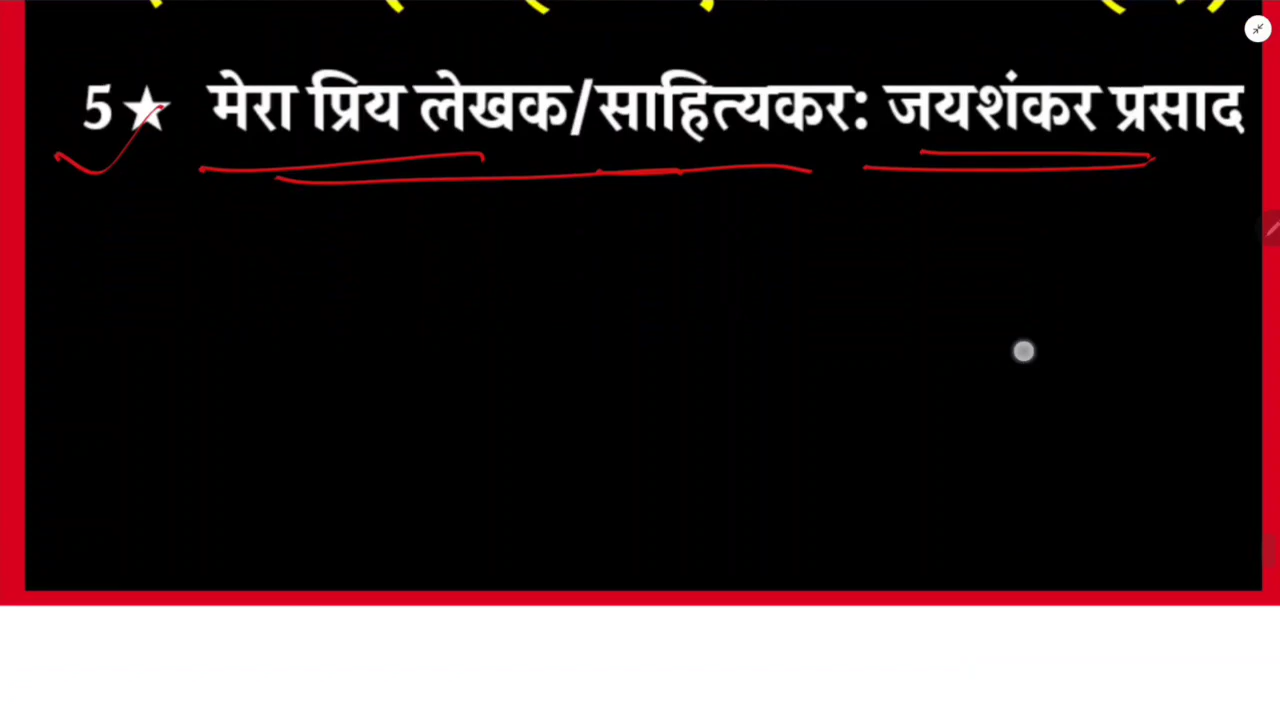 5★ मेरा प्रिय लेखक/साहित्यकर: जयशंकर प्रसाद